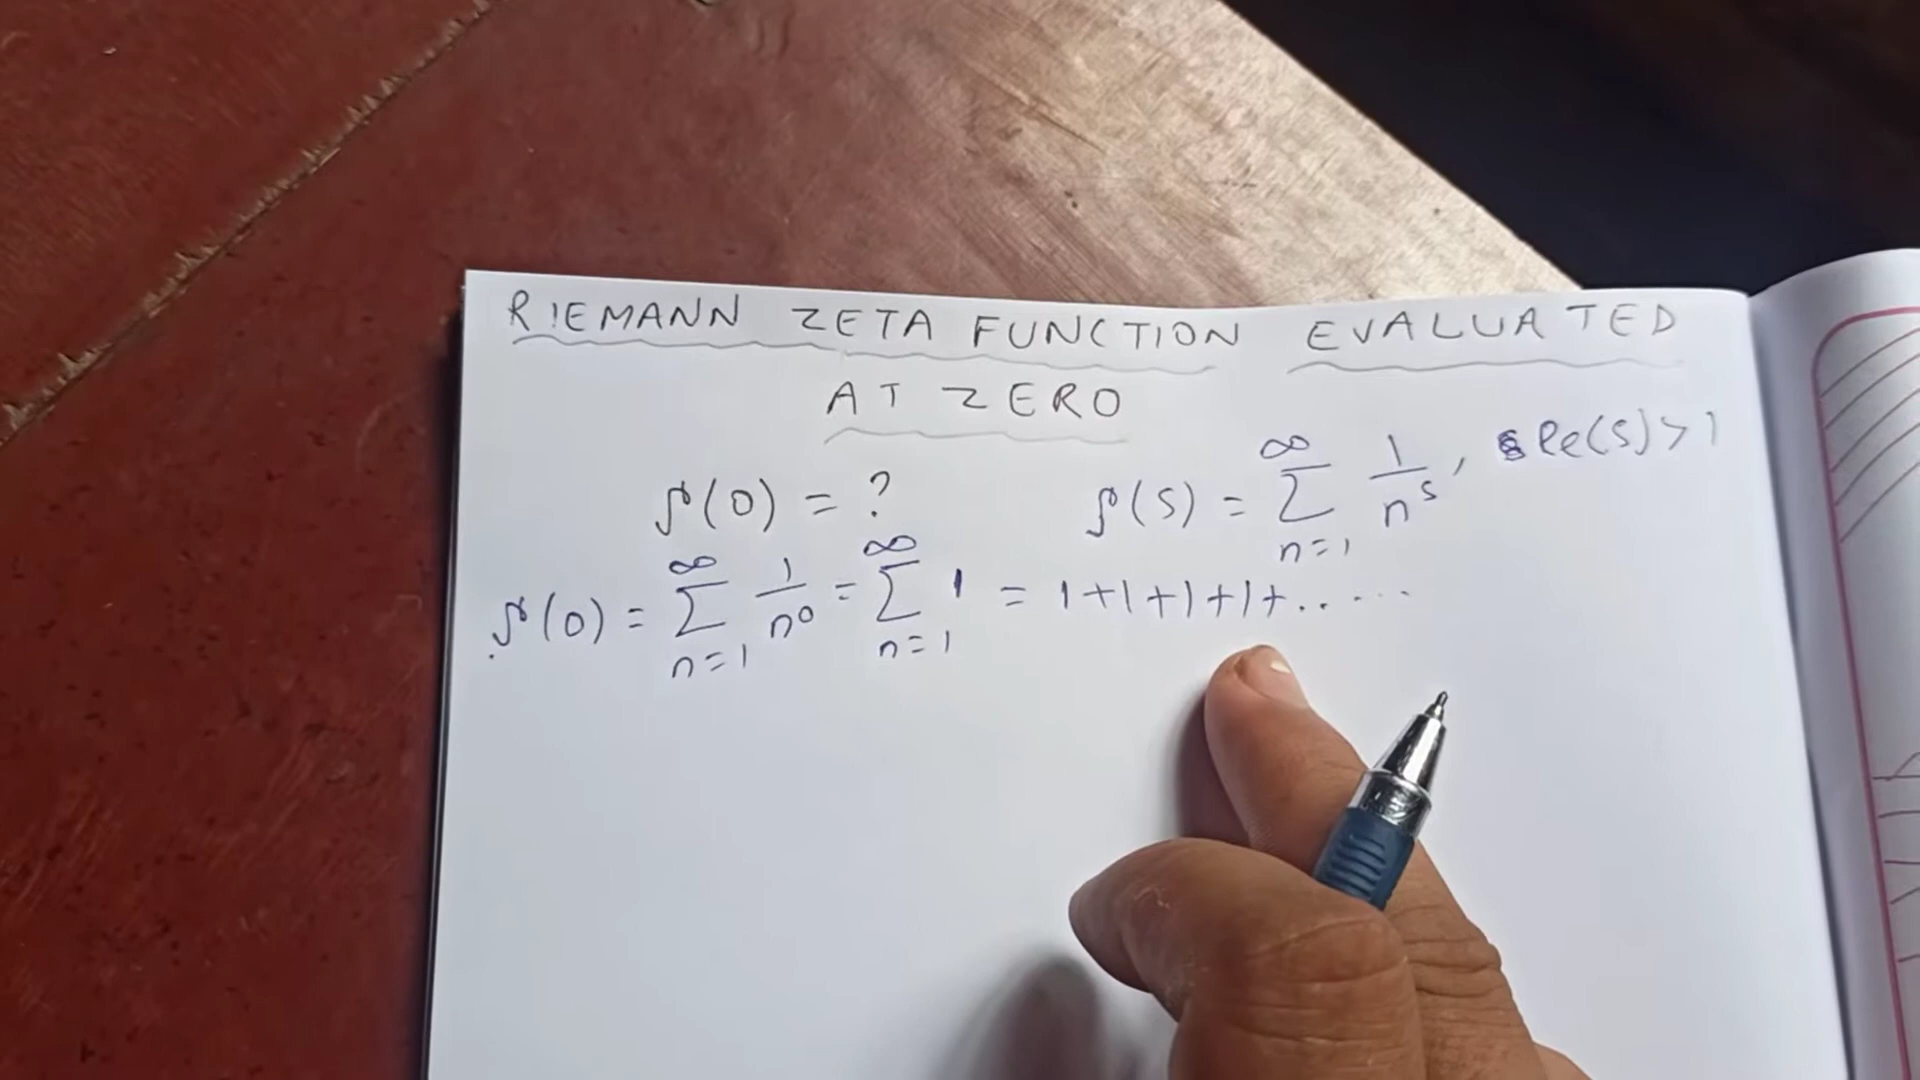 RIEMANN ZETA FUNCTION EVALUATED
AT ZERO
ζ(0) = ?
ζ(s) = ∞ Σ n=1 1/n^s, Re(s) > 1
ζ(0) = ∞ Σ n=1 1/n^0 = ∞ Σ n=1 1 = 1+1+1+1+......